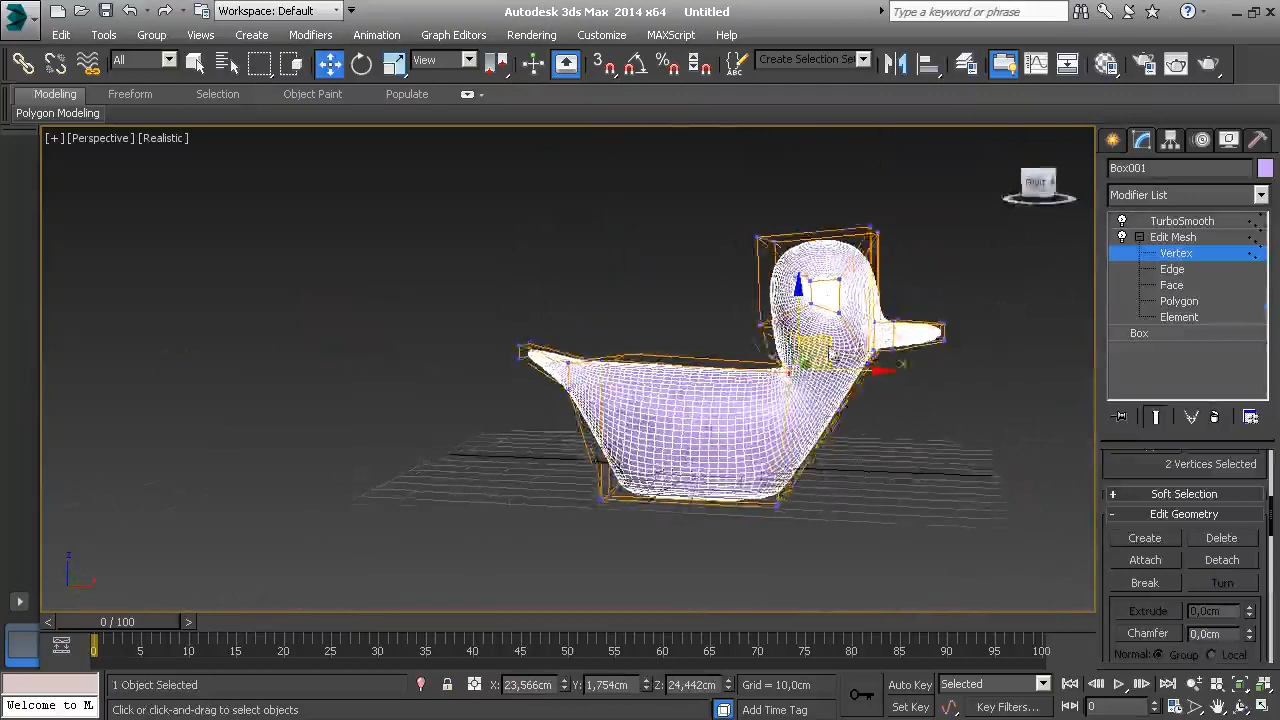 Workspace: Default
Autodesk 3ds Max 2014 x64 Untitled
Type a keyword or phrase
Edit Tools Group Views Create Modifiers Animation Graph Editors Rendering Customize MAXScript Help
All View Create Selection Se
Modeling Freeform Selection Object Paint Populate
Polygon Modeling
[+] [Perspective ] [Realistic ]
Box001
Modifier List
TurboSmooth
Edit Mesh
Vertex
Edge
Face
Polygon
Element
Box
2 Vertices Selected
+ Soft Selection
- Edit Geometry
Create Delete
Attach Detach
Break Turn
Extrude 0,0cm
Chamfer 0,0cm
Normal: Group Local
z
< 0 / 100 >
0 5 10 15 20 25 30 35 40 45 50 55 60 65 70 75 80 85 90 95 100
1 Object Selected X: 23,566cm Y: 1,754cm Z: 24,442cm Grid = 10,0cm Auto Key Selected
Welcome to M. Click or click-and-drag to select objects Add Time Tag Set Key Key Filters... 0